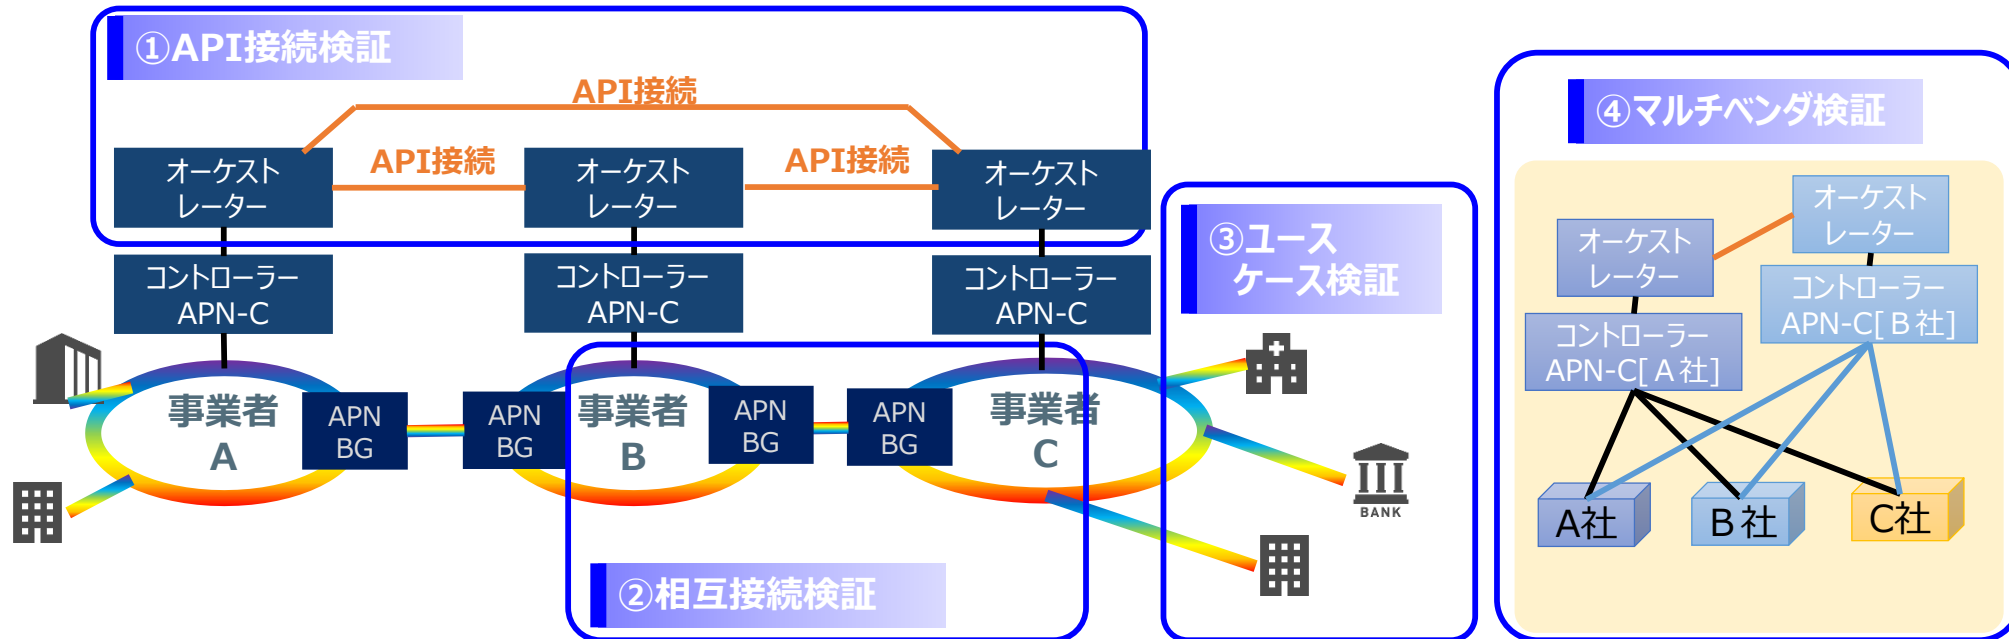 ①API接続検証
API接続
API接続
API接続
オーケスト
レーター
オーケスト
レーター
オーケスト
レーター
コントローラー
APN-C
コントローラー
APN-C
コントローラー
APN-C
事業者
A
APN
BG
APN
BG
事業者
B
APN
BG
APN
BG
事業者
C
②相互接続検証
③ユース
ケース検証
BANK
④マルチベンダ検証
オーケスト
レーター
オーケスト
レーター
コントローラー
APN-C[A社]
コントローラー
APN-C[B社]
A社
B社
C社